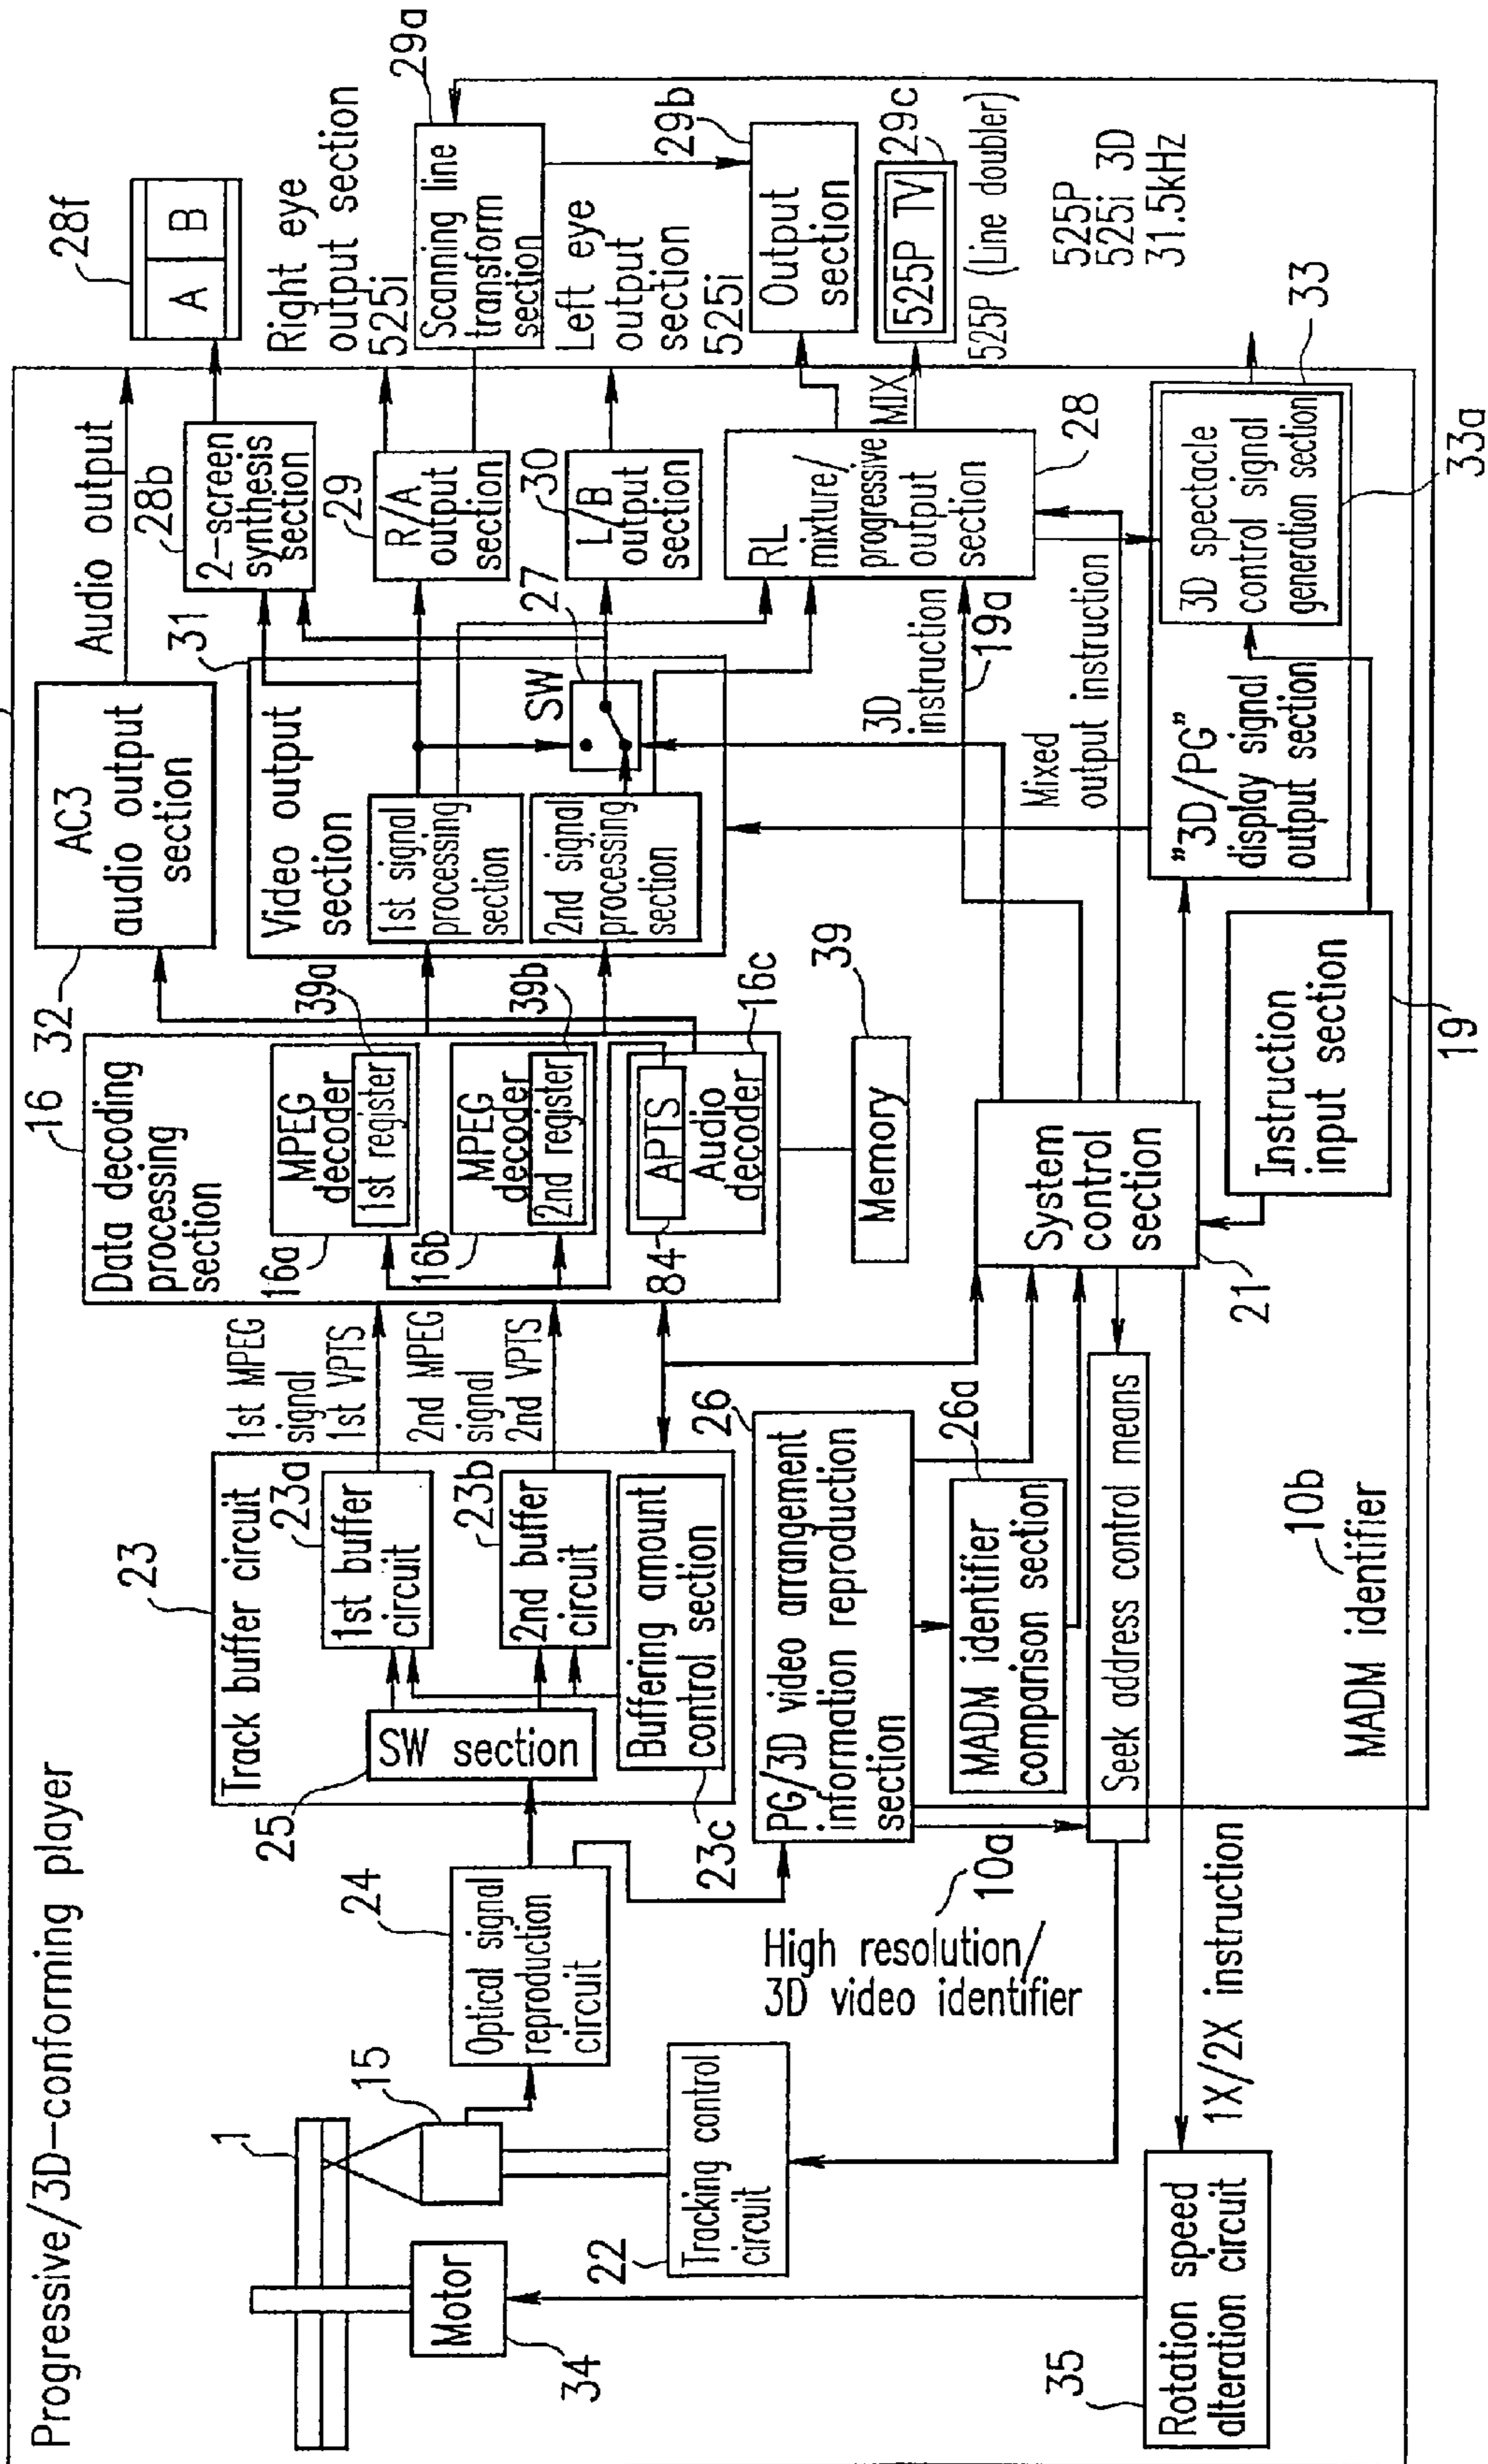 Progressive/3D-conforming player
1
15
Motor
34
22
Tracking control
circuit
35
Rotation speed
alteration circuit
1X/2X instruction
24
Optical signal
reproduction
circuit
High resolution/
3D video identifier
10a
23
Track buffer circuit
25
SW section
23a
1st buffer
circuit
23b
2nd buffer
circuit
Buffering amount
control section
23c
PG/3D video arrangement
information reproduction
section
26
MADM identifier
comparison section
26a
Seek address control means
MADM identifier
10b
1st MPEG
signal
1st VPTS
2nd MPEG
signal
2nd VPTS
16
Data decoding
processing
section
16a
MPEG
decoder
1st register
39a
16b
MPEG
decoder
2nd register
39b
84
APTS
Audio
decoder
16c
Memory
39
System
control
section
21
Instruction
input section
19
32
AC3
audio output
section
Audio output
Video output
section
31
1st signal
processing
section
2nd signal
processing
section
SW
27
3D
instruction
19a
Mixed
output instruction
"3D/PG"
display signal
output section
3D spectacle
control signal
generation section
33
33a
28b
2-screen
synthesis
section
28f
A
B
29
R/A
output
section
30
L/B
output
section
RL
mixture/
progressive
output
section
28
MIX
Right eye
output section
525i
29a
Scanning line
transform
section
Left eye
output
section
525i
29b
Output
section
525P TV
29c
525P (Line doubler)
525P
525i 3D
31.5kHz